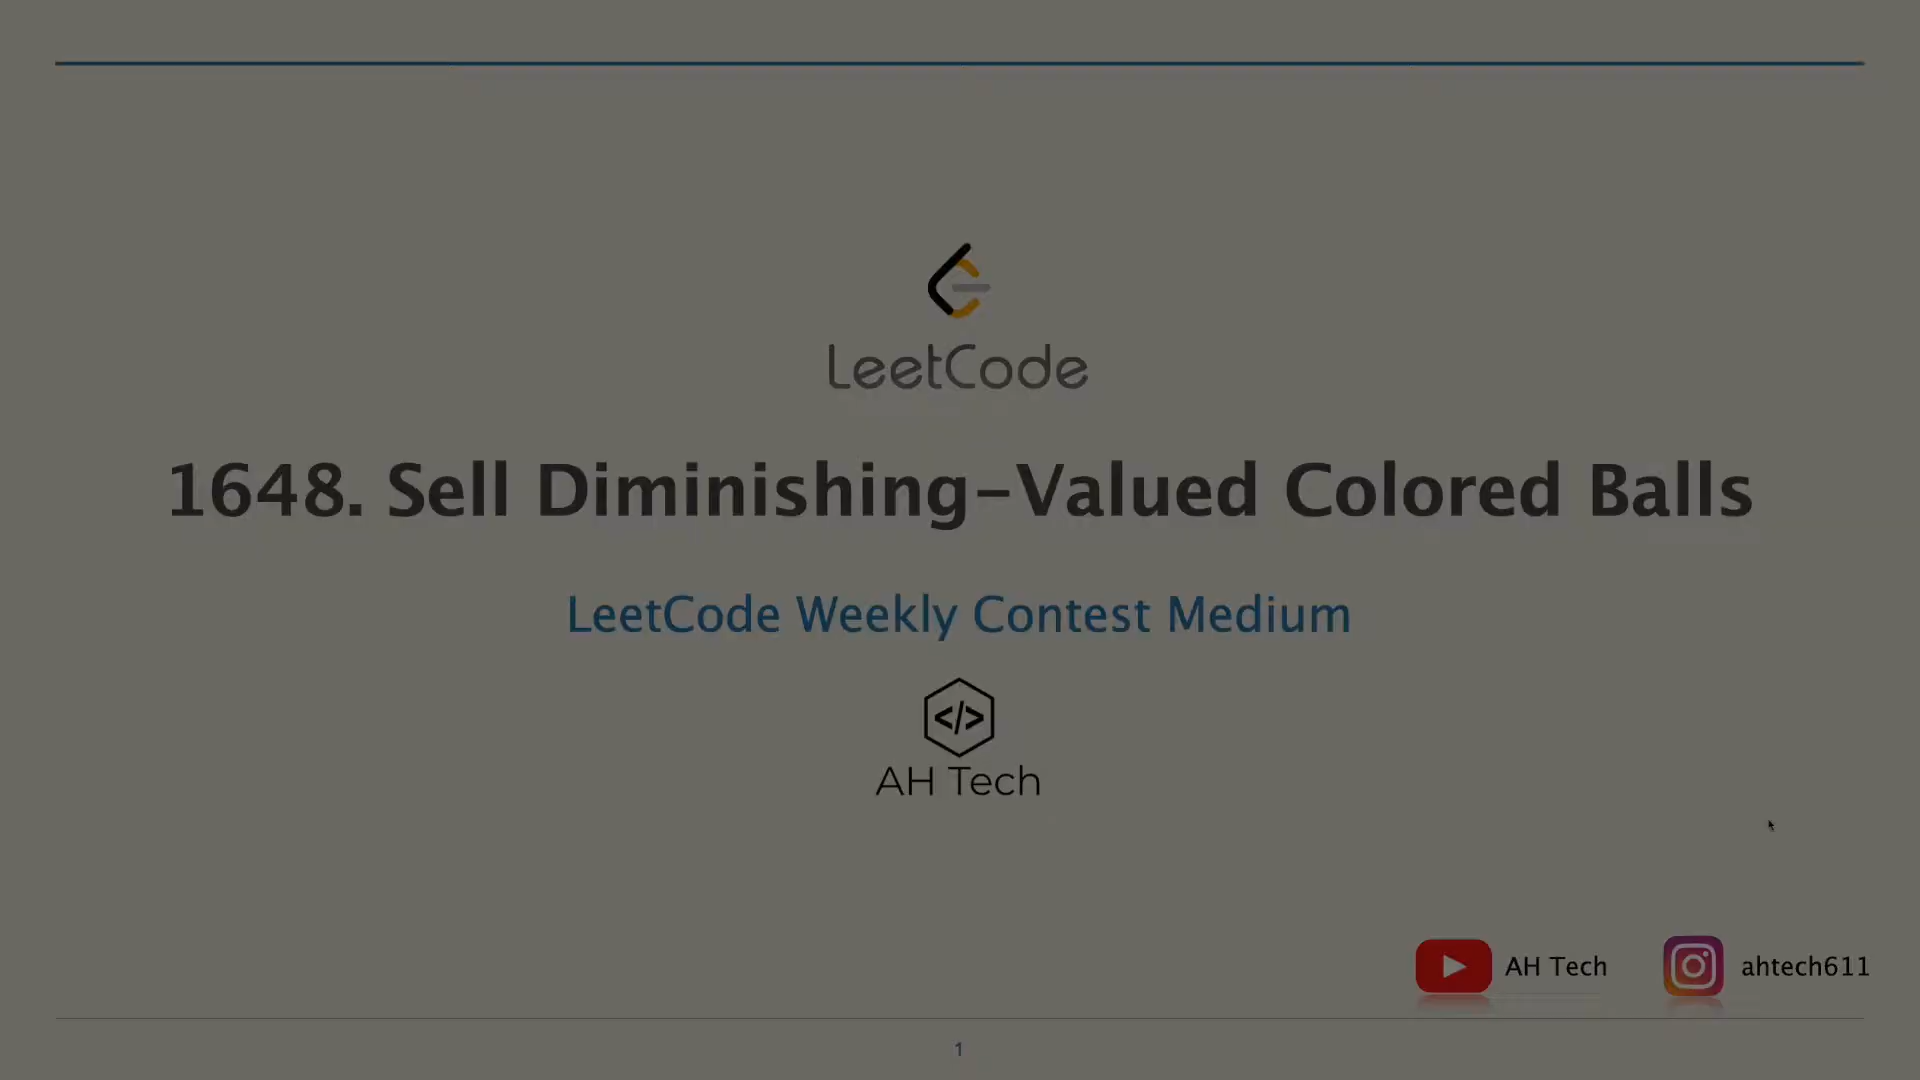 LeetCode
1648. Sell Diminishing-Valued Colored Balls
LeetCode Weekly Contest Medium
</>
AH Tech
AH Tech
ahtech611
1